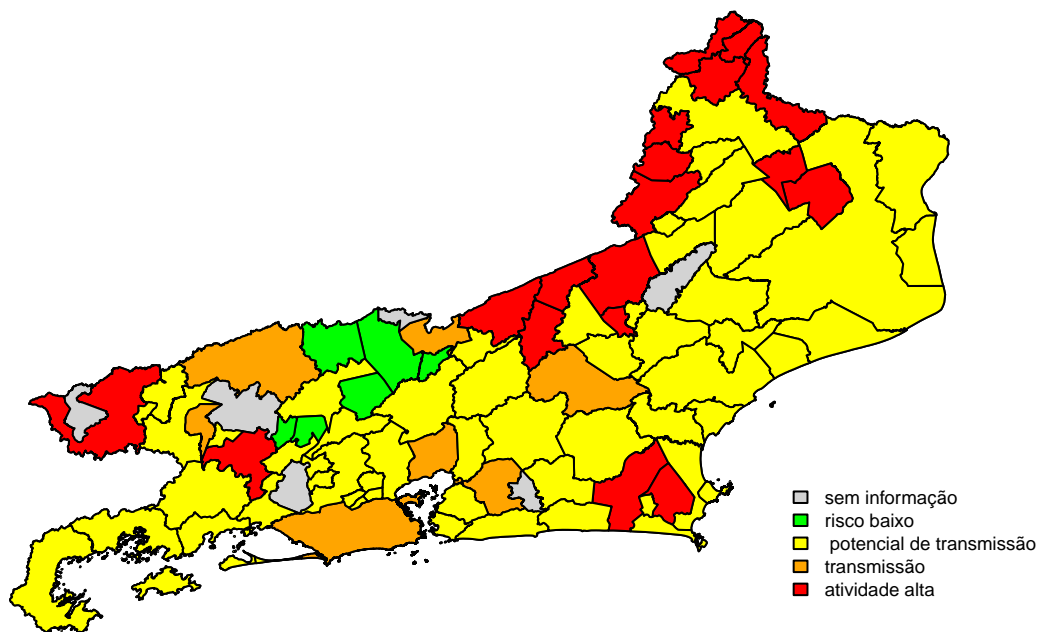 sem informação
risco baixo
potencial de transmissão
transmissão
atividade alta